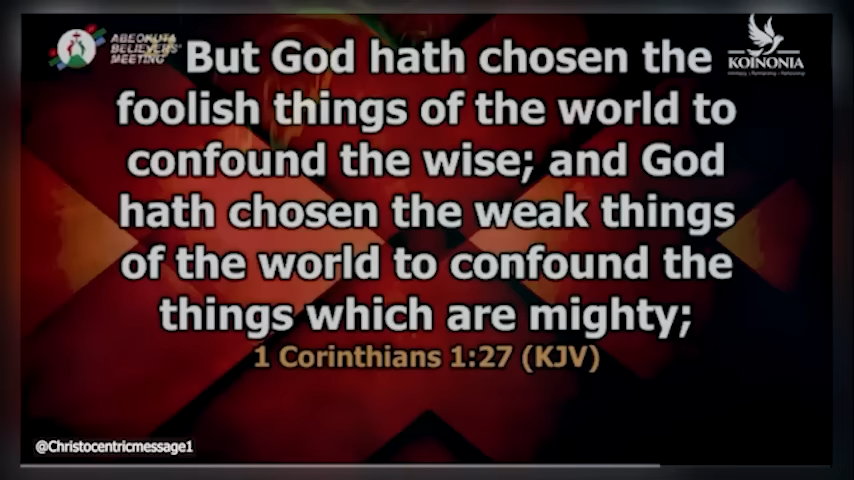 ABEOKUTA
BELIEVERS'
MEETING
KOINONIA
But God hath chosen the
foolish things of the world to
confound the wise; and God
hath chosen the weak things
of the world to confound the
things which are mighty;
1 Corinthians 1:27 (KJV)
@Christocentricmessage1